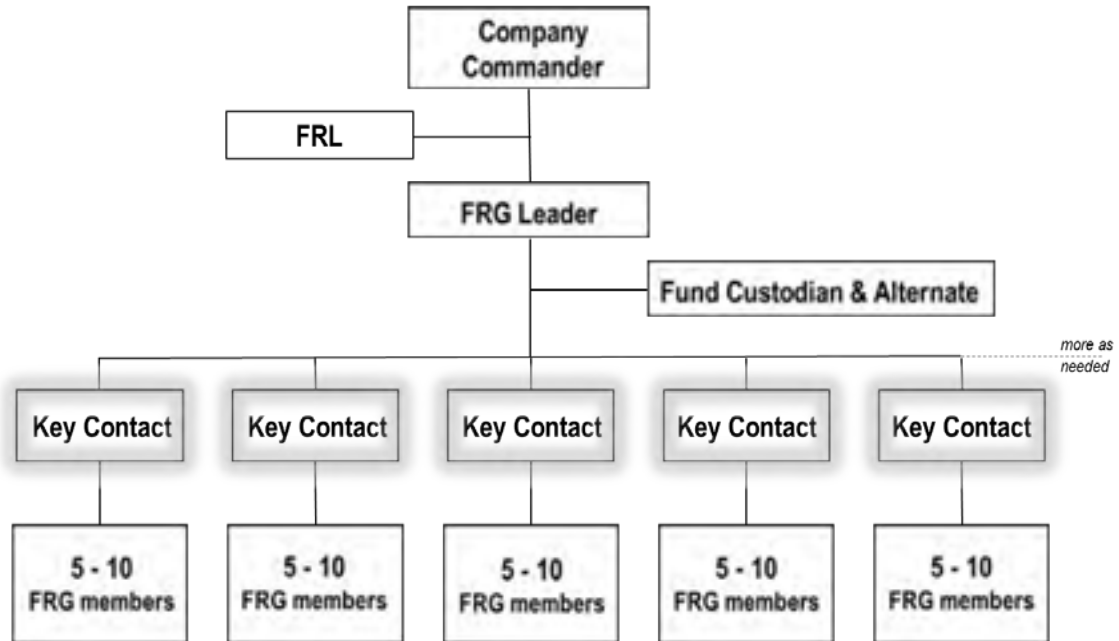 Company
Commander
FRL
FRG Leader
Fund Custodian & Alternate
more as
needed
Key Contact
Key Contact
Key Contact
Key Contact
Key Contact
5 - 10
FRG members
5 - 10
FRG members
5 - 10
FRG members
5 - 10
FRG members
5 - 10
FRG members